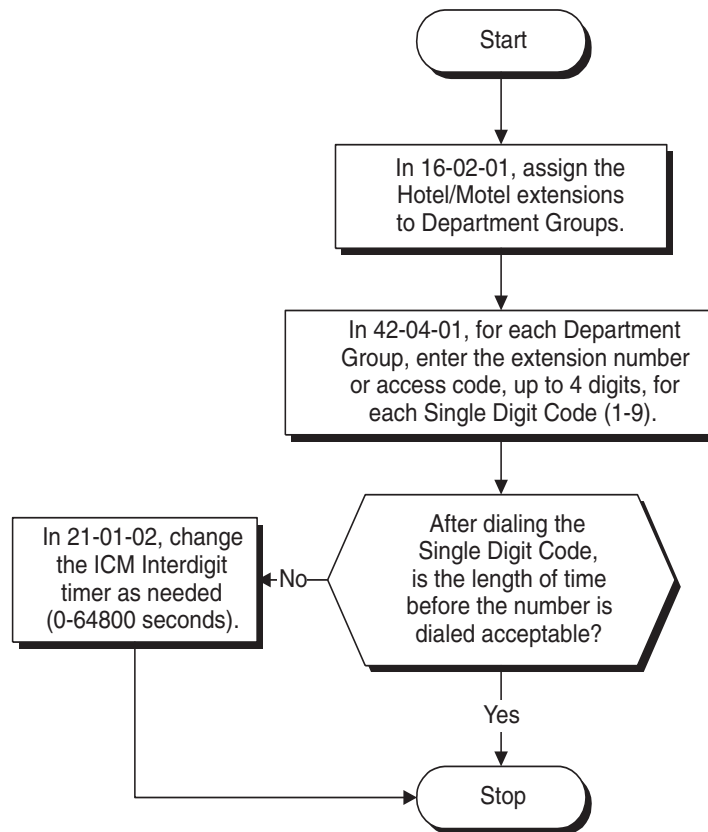 Start
In 16-02-01, assign the
Hotel/Motel extensions
to Department Groups.
In 42-04-01, for each Department
Group, enter the extension number
or access code, up to 4 digits, for
each Single Digit Code (1-9).
After dialing the
Single Digit Code,
is the length of time
before the number is
dialed acceptable?
No
In 21-01-02, change
the ICM Interdigit
timer as needed
(0-64800 seconds).
Yes
Stop